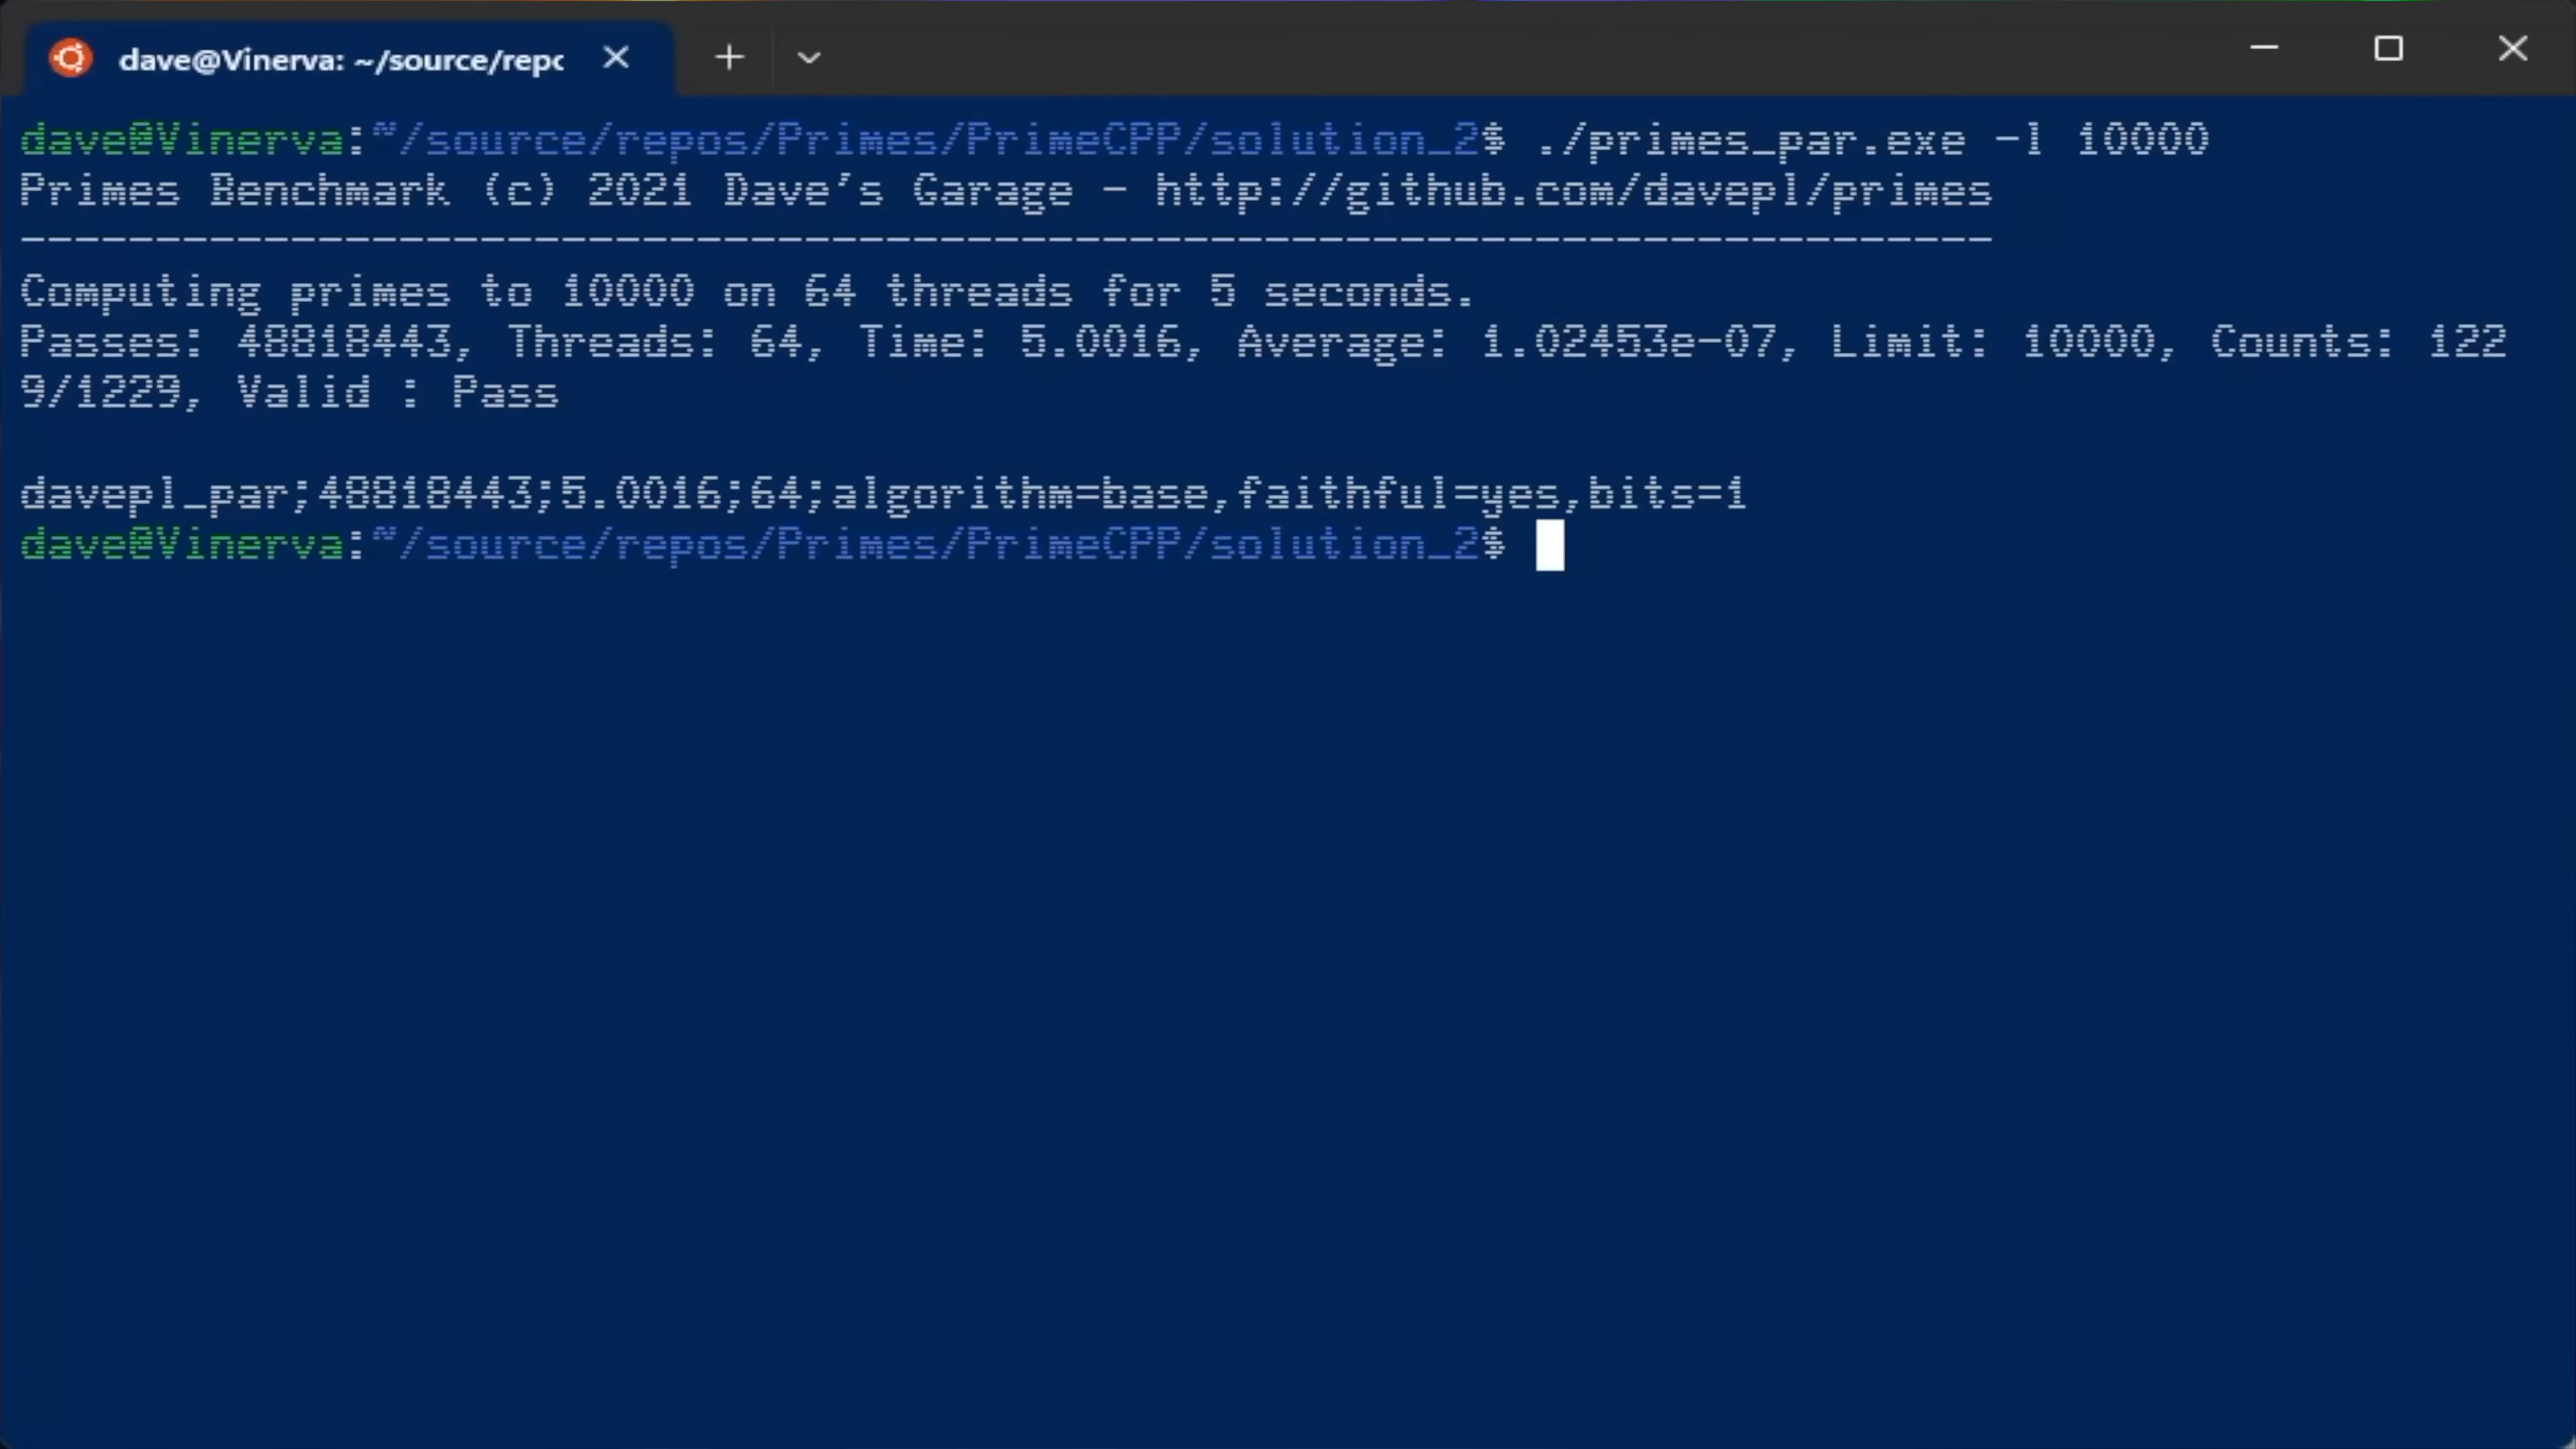 dave@Vinerva: ~/source/repo
dave@Vinerva:~/source/repos/Primes/PrimeCPP/solution_2$ ./primes_par.exe -l 10000
Primes Benchmark (c) 2021 Dave's Garage - http://github.com/davepl/primes
-------------------------------------------------------------------------
Computing primes to 10000 on 64 threads for 5 seconds.
Passes: 48818443, Threads: 64, Time: 5.0016, Average: 1.02453e-07, Limit: 10000, Counts: 122
9/1229, Valid : Pass
davepl_par;48818443;5.0016;64;algorithm=base,faithful=yes,bits=1
dave@Vinerva:~/source/repos/Primes/PrimeCPP/solution_2$